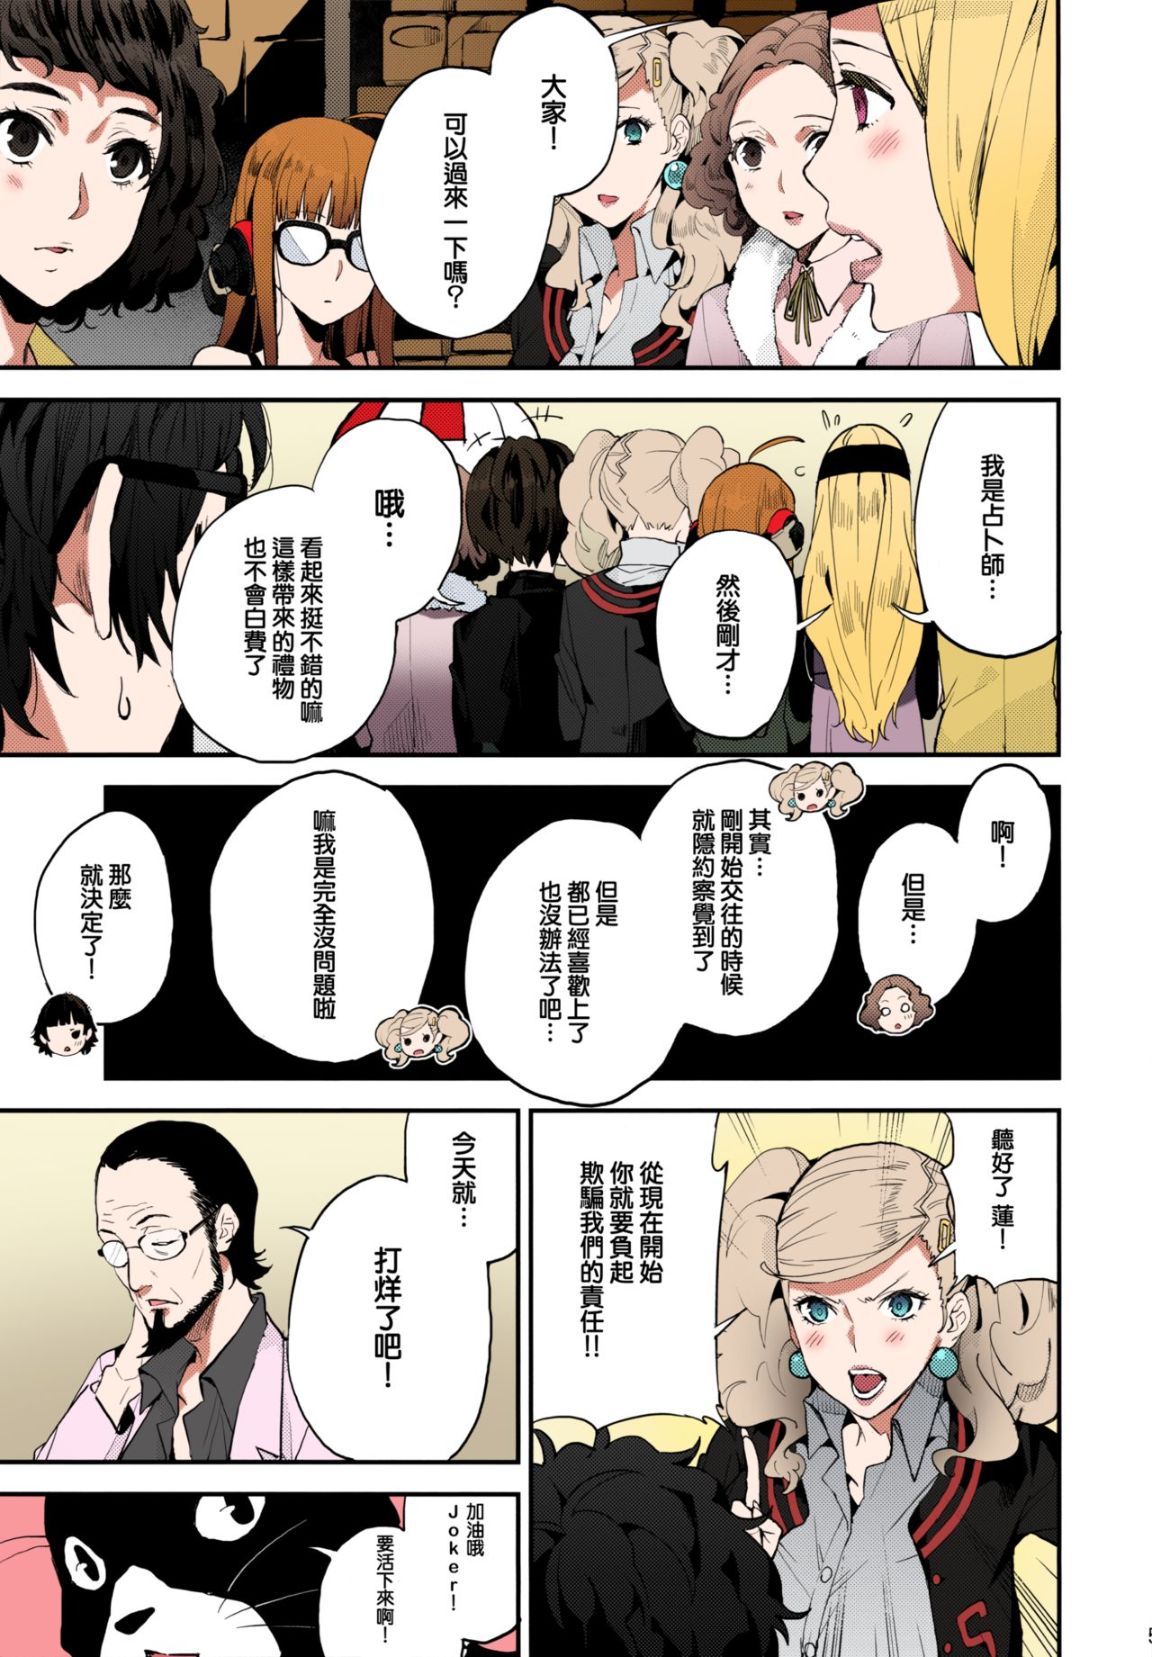 大家！
可以過來一下嗎？
我是占卜師…
然後剛才…
哦…
看起來挺不錯的嘛
這樣帶來的禮物
也不會白費了
啊！
但是…
其實…
剛開始交往的時候
就隱約察覺到了
但是
都已經喜歡上了
也沒辦法了吧…
嘛我是完全沒問題啦
那麼
就決定了！
聽好了 蓮！
從現在開始
你就要負起
欺騙我們的責任!!
今天就…
打烊了吧！
加油哦
Joker！
要活下來啊！
5